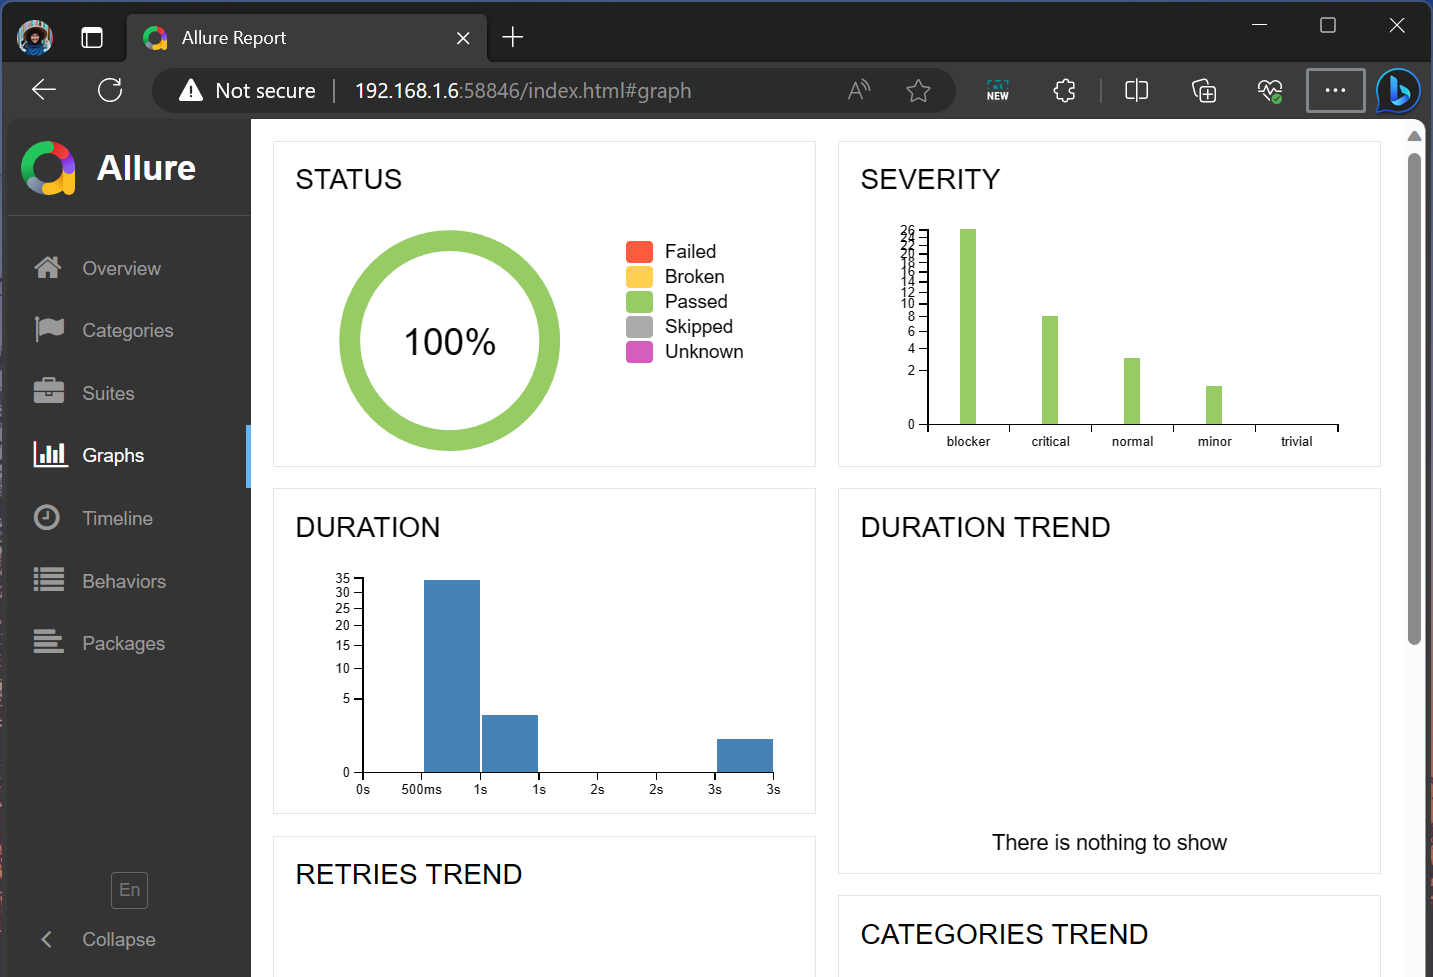 Allure Report
Not secure
192.168.1.6:58846/index.html#graph
NEW
Allure
Overview
Categories
Suites
Graphs
Timeline
Behaviors
Packages
En
Collapse
STATUS
100%
Failed
Broken
Passed
Skipped
Unknown
SEVERITY
26
24
22
20
18
16
14
12
10
8
6
4
2
0
blocker critical normal minor trivial
DURATION
35
30
25
20
15
10
5
0
0s 500ms 1s 1s 2s 2s 3s 3s
DURATION TREND
There is nothing to show
RETRIES TREND
CATEGORIES TREND